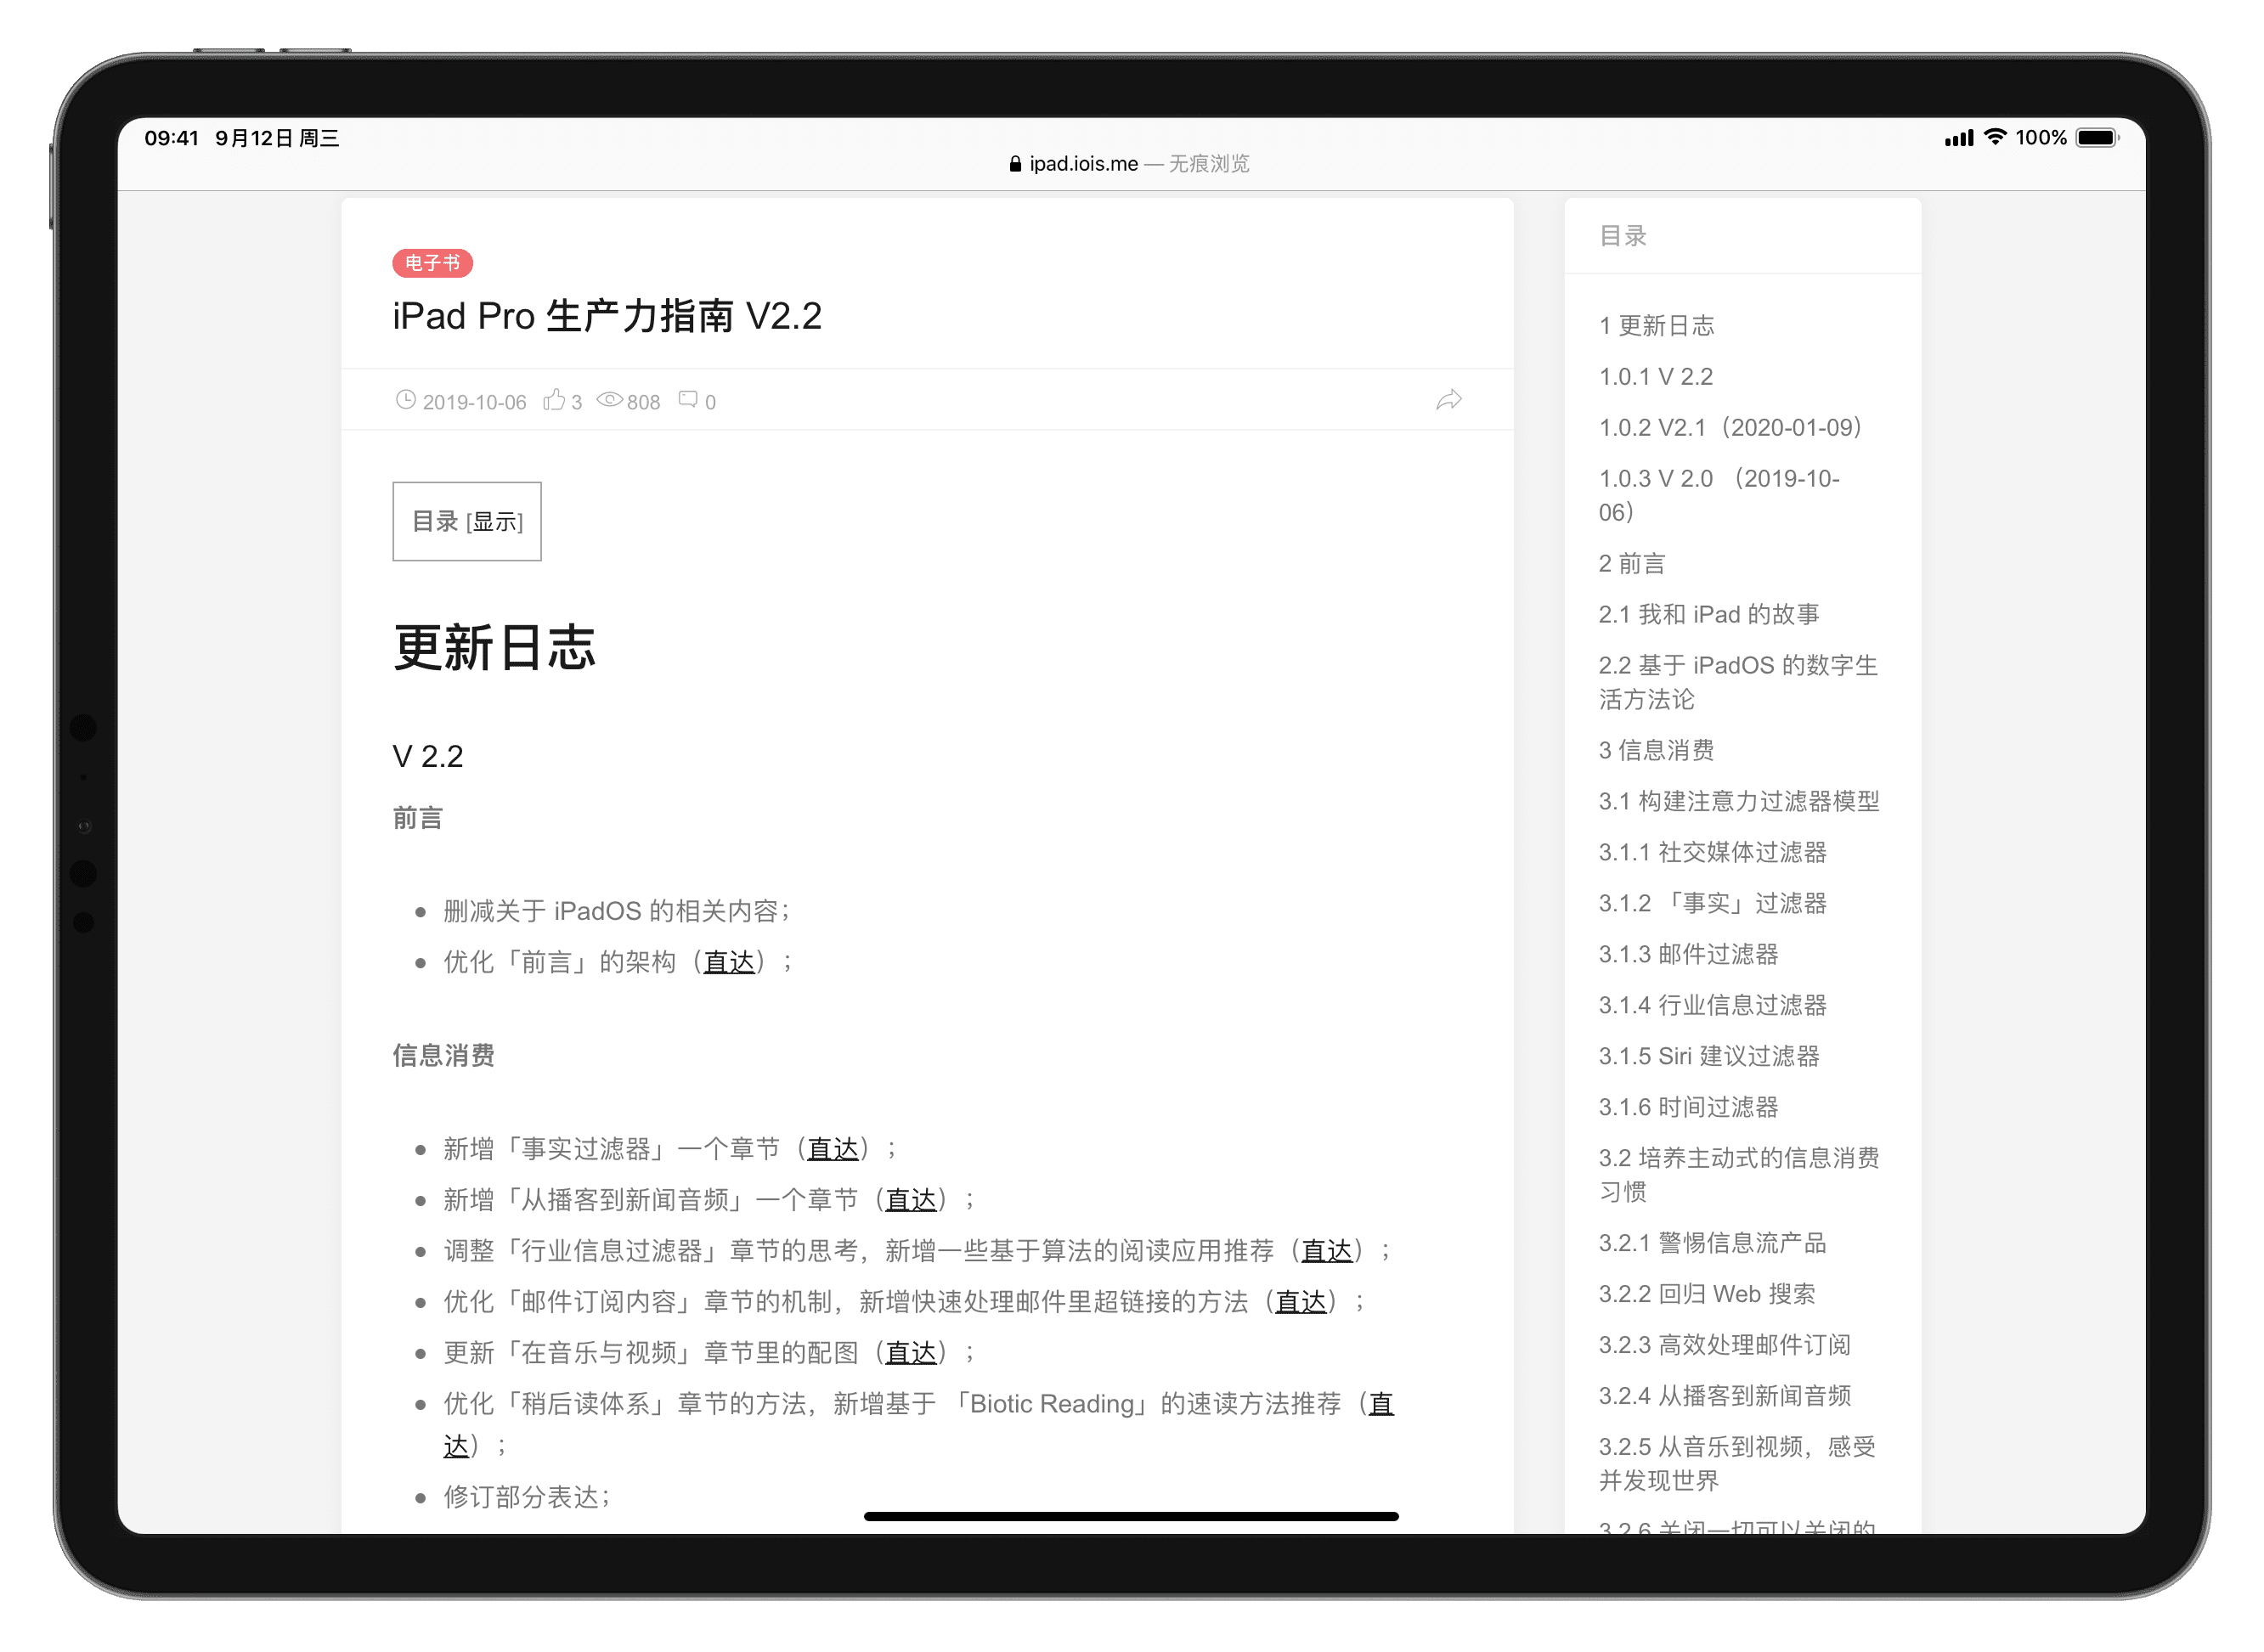 09:41 9月12日 周三
100%
ipad.iois.me — 无痕浏览
电子书
iPad Pro 生产力指南 V2.2
2019-10-06 3 808 0
目录 [显示]
更新日志
V 2.2
前言
删减关于 iPadOS 的相关内容；
优化「前言」的架构（直达）；
信息消费
新增「事实过滤器」一个章节（直达）；
新增「从播客到新闻音频」一个章节（直达）；
调整「行业信息过滤器」章节的思考，新增一些基于算法的阅读应用推荐（直达）；
优化「邮件订阅内容」章节的机制，新增快速处理邮件里超链接的方法（直达）；
更新「在音乐与视频」章节里的配图（直达）；
优化「稍后读体系」章节的方法，新增基于 「Biotic Reading」的速读方法推荐（直
达）；
修订部分表达；
目录
1 更新日志
1.0.1 V 2.2
1.0.2 V2.1（2020-01-09）
1.0.3 V 2.0 （2019-10-
06）
2 前言
2.1 我和 iPad 的故事
2.2 基于 iPadOS 的数字生
活方法论
3 信息消费
3.1 构建注意力过滤器模型
3.1.1 社交媒体过滤器
3.1.2 「事实」过滤器
3.1.3 邮件过滤器
3.1.4 行业信息过滤器
3.1.5 Siri 建议过滤器
3.1.6 时间过滤器
3.2 培养主动式的信息消费
习惯
3.2.1 警惕信息流产品
3.2.2 回归 Web 搜索
3.2.3 高效处理邮件订阅
3.2.4 从播客到新闻音频
3.2.5 从音乐到视频，感受
并发现世界
3.2.6 关闭一切可以关闭的